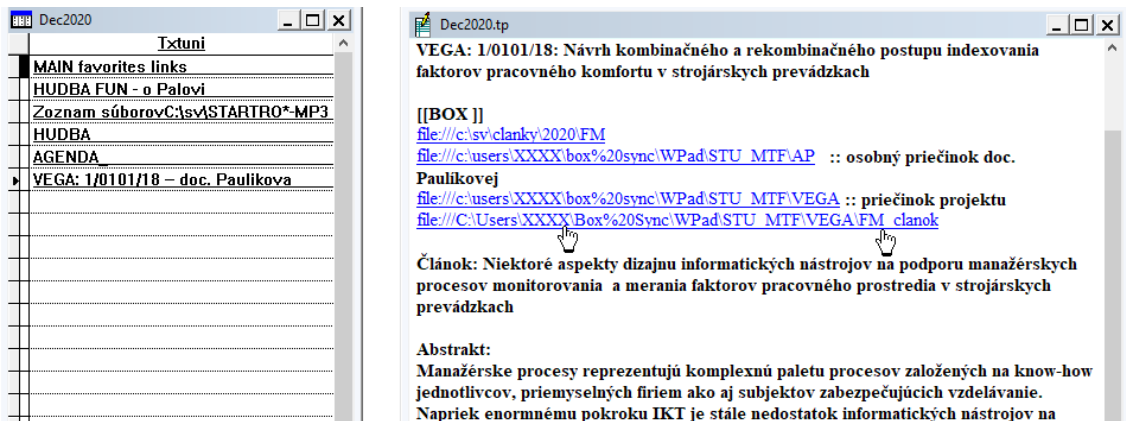 Dec2020
Txtuni
MAIN favorites links
HUDBA FUN - o Palovi
Zoznam súborovC:\sv\STARTRO*-MP3
HUDBA
AGENDA_
VEGA: 1/0101/18 – doc. Paulikova
Dec2020.tp
VEGA: 1/0101/18: Návrh kombinačného a rekombinačného postupu indexovania
faktorov pracovného komfortu v strojárskych prevádzkach
[[BOX ]]
file:///c:\sv\clanky\2020\FM
file:///c:\users\XXXX\box%20sync\WPad\STU_MTF\AP :: osobný priečinok doc.
Paulíkovej
file:///c:\users\XXXX\box%20sync\WPad\STU_MTF\VEGA :: priečinok projektu
file:///C:\Users\XXXX\Box%20Sync\WPad\STU_MTF\VEGA\FM_clanok
Článok: Niektoré aspekty dizajnu informatických nástrojov na podporu manažérskych
procesov monitorovania a merania faktorov pracovného prostredia v strojárskych
prevádzkach
Abstrakt:
Manažérske procesy reprezentujú komplexnú paletu procesov založených na know-how
jednotlivcov, priemyselných firiem ako aj subjektov zabezpečujúcich vzdelávanie.
Napriek enormnému pokroku IKT je stále nedostatok informatických nástrojov na